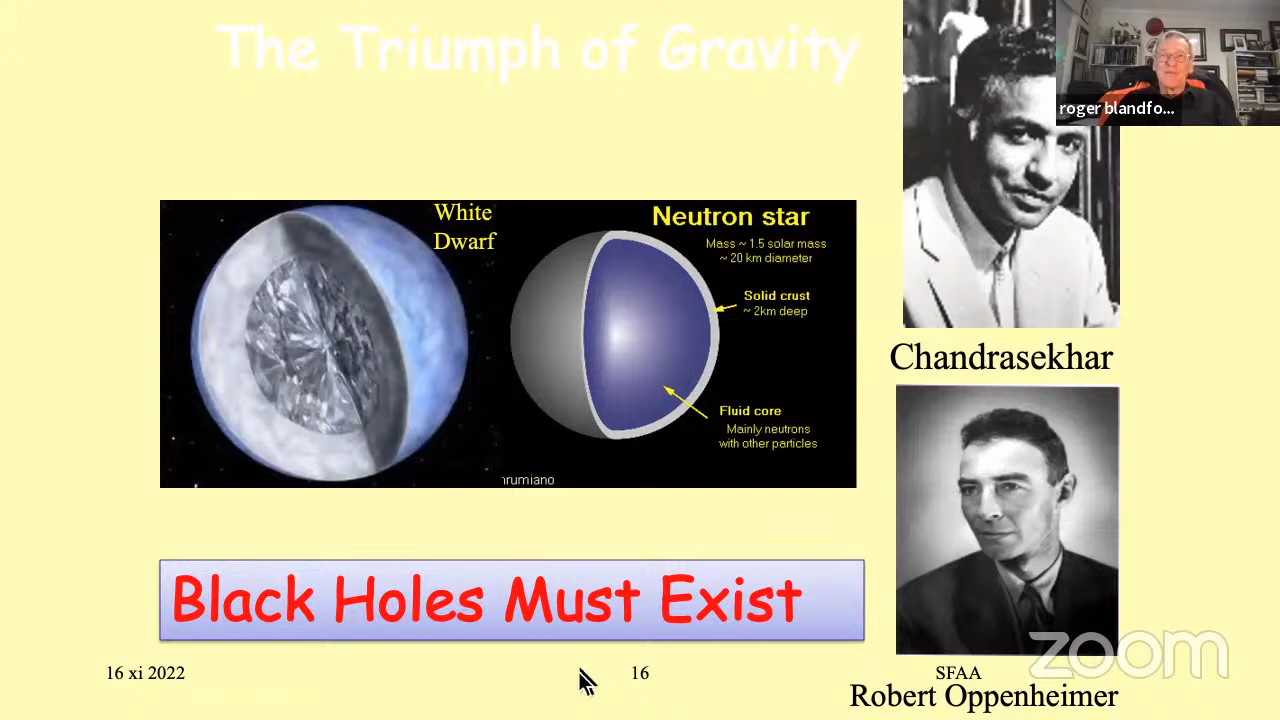 The Triumph of Gravity
roger blandfo...
White
Dwarf
Neutron star
Mass ~ 1.5 solar mass
~ 20 km diameter
Solid crust
~ 2km deep
Fluid core
Mainly neutrons
with other particles
Chandrasekhar
Black Holes Must Exist
16 xi 2022
16
SFAA
zoom
Robert Oppenheimer